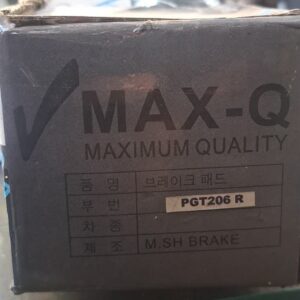 MAX-Q
MAXIMUM QUALITY
품 명 브레이크 패드
부 번 PGT206 R
차 종
제 조 M.SH BRAKE